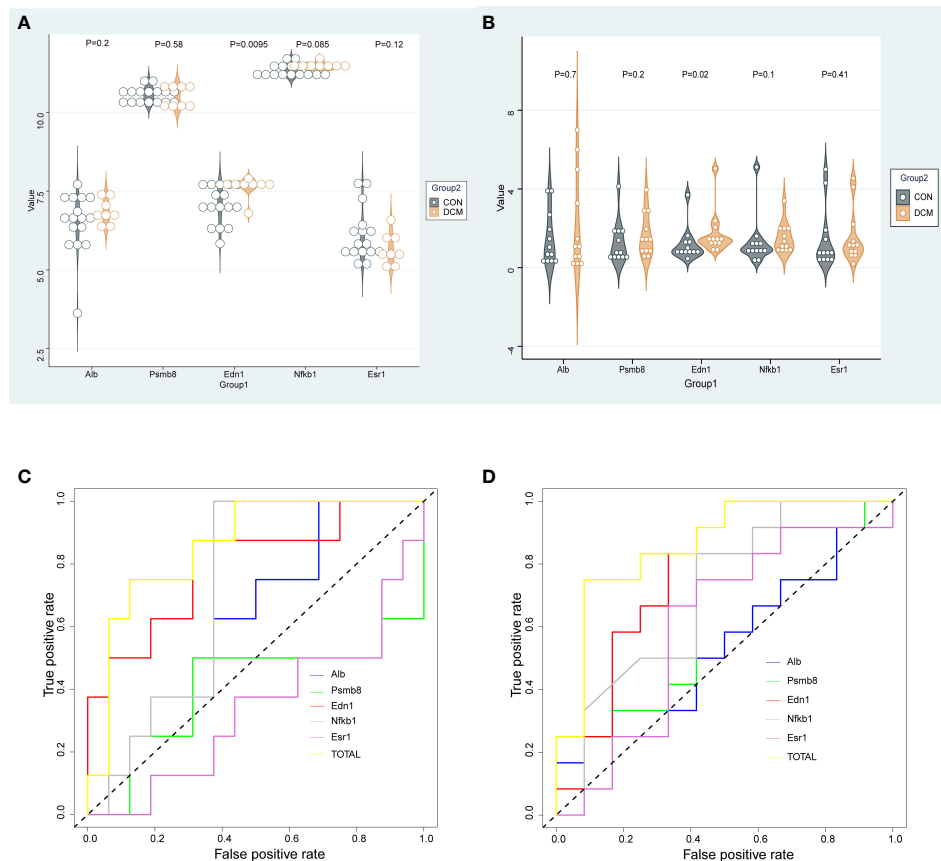 A
P=0.2 P=0.58 P=0.0095 P=0.085 P=0.12
10.0
7.5
5.0
2.5
Value
Alb Psmb8 Edn1 Nfkb1 Esr1
Group1
Group2
CON
DCM
B
P=0.7 P=0.2 P=0.02 P=0.1 P=0.41
8
4
0
-4
Value
Alb Psmb8 Edn1 Nfkb1 Esr1
Group1
Group2
CON
DCM
C
1.0
0.8
0.6
0.4
0.2
0.0
True positive rate
Alb
Psmb8
Edn1
Nfkb1
Esr1
TOTAL
0.0 0.2 0.4 0.6 0.8 1.0
False positive rate
D
1.0
0.8
0.6
0.4
0.2
0.0
True positive rate
Alb
Psmb8
Edn1
Nfkb1
Esr1
TOTAL
0.0 0.2 0.4 0.6 0.8 1.0
False positive rate